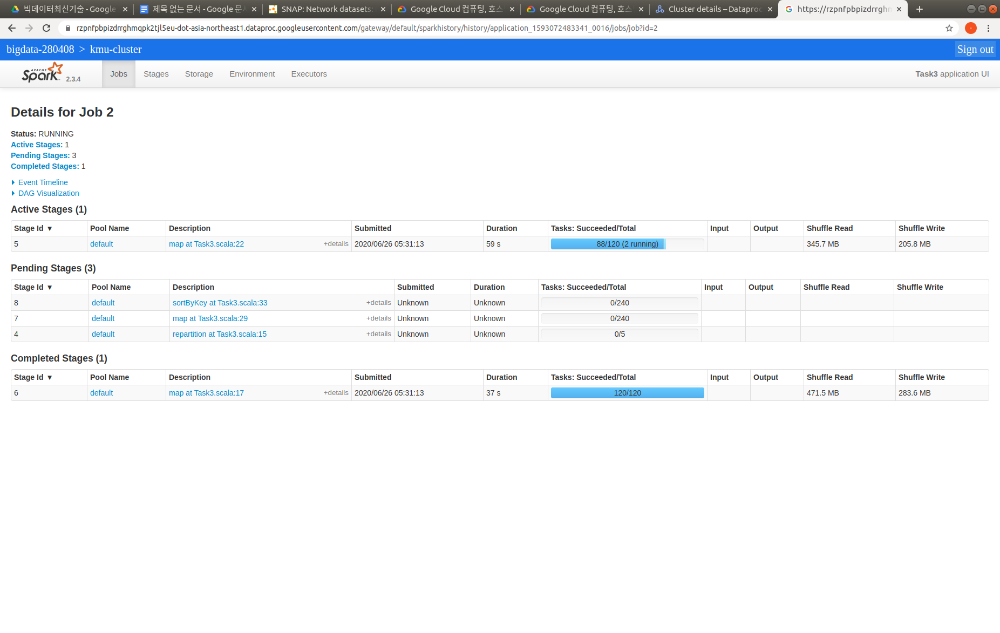 빅데이터최신기술 - Google
제목 없는 문서 - Google 문서
SNAP: Network datasets:
Google Cloud 컴퓨팅, 호스
Google Cloud 컴퓨팅, 호스
Cluster details – Dataproc
https://rzpnfpbpizdrrghm
rzpnfpbpizdrrghmqpk2tjl5eu-dot-asia-northeast1.dataproc.googleusercontent.com/gateway/default/sparkhistory/history/application_1593072483341_0016/jobs/job?id=2
bigdata-280408 > kmu-cluster
Sign out
APACHE Spark 2.3.4
Jobs Stages Storage Environment Executors
Task3 application UI
Details for Job 2
Status: RUNNING
Active Stages: 1
Pending Stages: 3
Completed Stages: 1
Event Timeline
DAG Visualization
Active Stages (1)
Stage Id ▼ Pool Name Description Submitted Duration Tasks: Succeeded/Total Input Output Shuffle Read Shuffle Write
5 default map at Task3.scala:22 +details 2020/06/26 05:31:13 59 s 88/120 (2 running) 345.7 MB 205.8 MB
Pending Stages (3)
Stage Id ▼ Pool Name Description Submitted Duration Tasks: Succeeded/Total Input Output Shuffle Read Shuffle Write
8 default sortByKey at Task3.scala:33 +details Unknown Unknown 0/240
7 default map at Task3.scala:29 +details Unknown Unknown 0/240
4 default repartition at Task3.scala:15 +details Unknown Unknown 0/5
Completed Stages (1)
Stage Id ▼ Pool Name Description Submitted Duration Tasks: Succeeded/Total Input Output Shuffle Read Shuffle Write
6 default map at Task3.scala:17 +details 2020/06/26 05:31:13 37 s 120/120 471.5 MB 283.6 MB